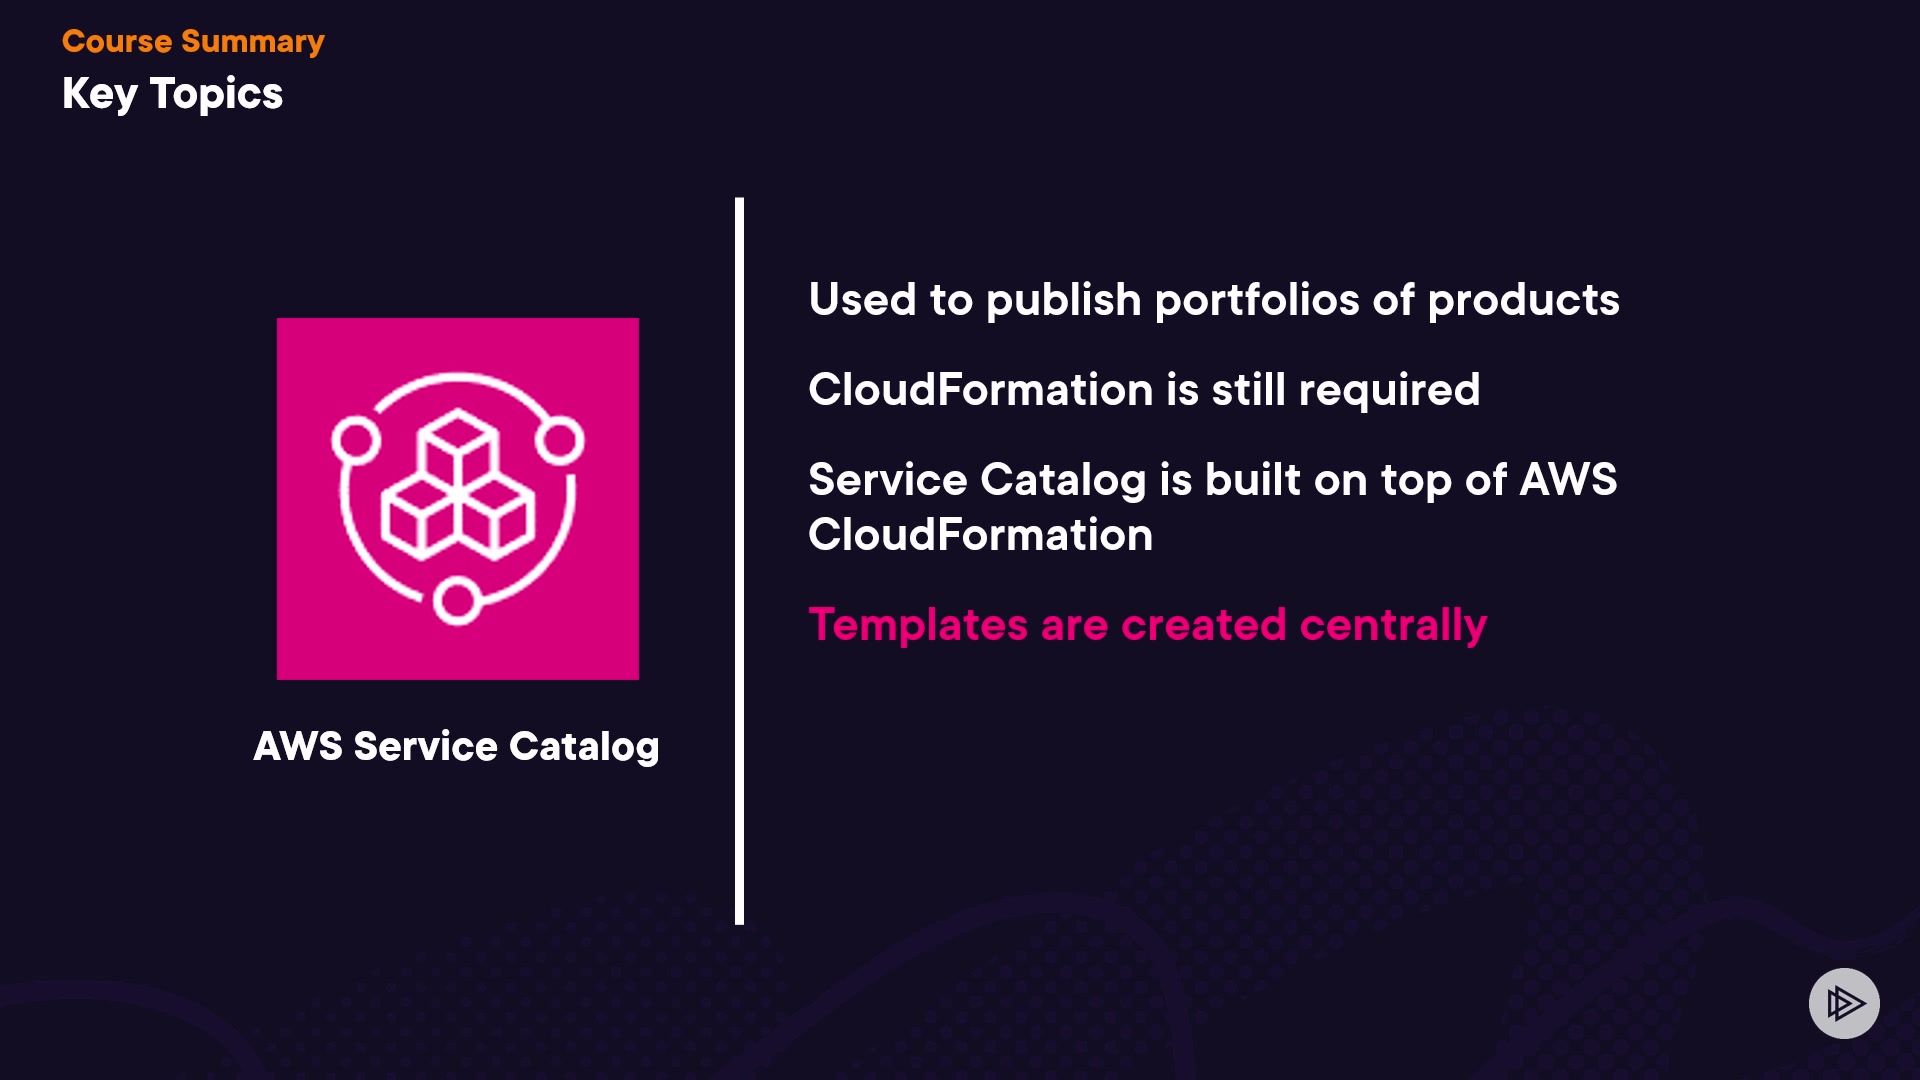 Course Summary
Key Topics
Used to publish portfolios of products
CloudFormation is still required
Service Catalog is built on top of AWS
CloudFormation
Templates are created centrally
AWS Service Catalog